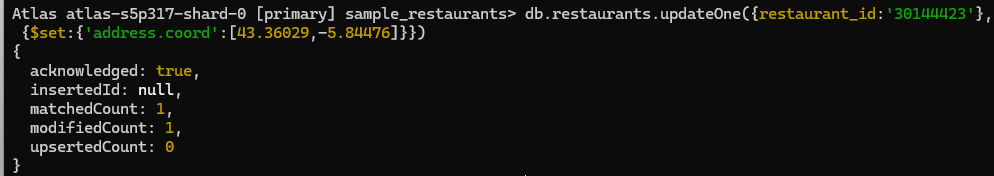 Atlas atlas-s5p317-shard-0 [primary] sample_restaurants> db.restaurants.updateOne({restaurant_id:'30144423'},
{$set:{'address.coord':[43.36029,-5.84476]}})
{
  acknowledged: true,
  insertedId: null,
  matchedCount: 1,
  modifiedCount: 1,
  upsertedCount: 0
}